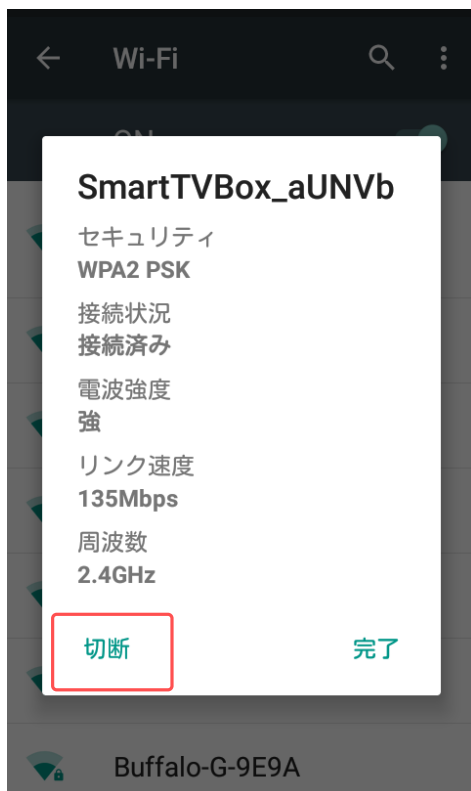 Wi-Fi
ON
SmartTVBox_aUNVb
セキュリティ
WPA2 PSK
接続状況
接続済み
電波強度
強
リンク速度
135Mbps
周波数
2.4GHz
切断
完了
Buffalo-G-9E9A